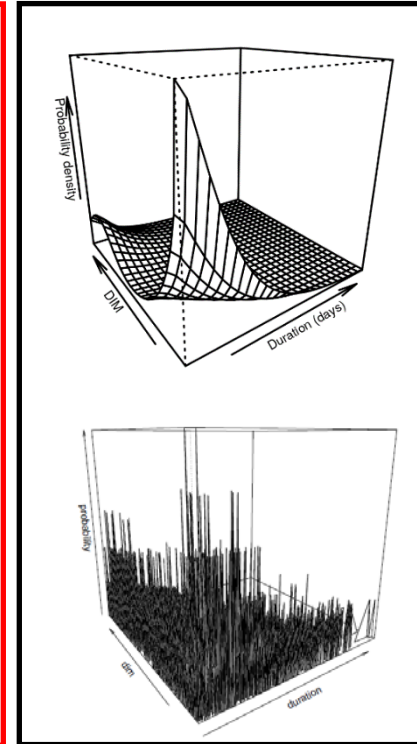 Probability density
DIM
Duration (days)
probability
dim
duration